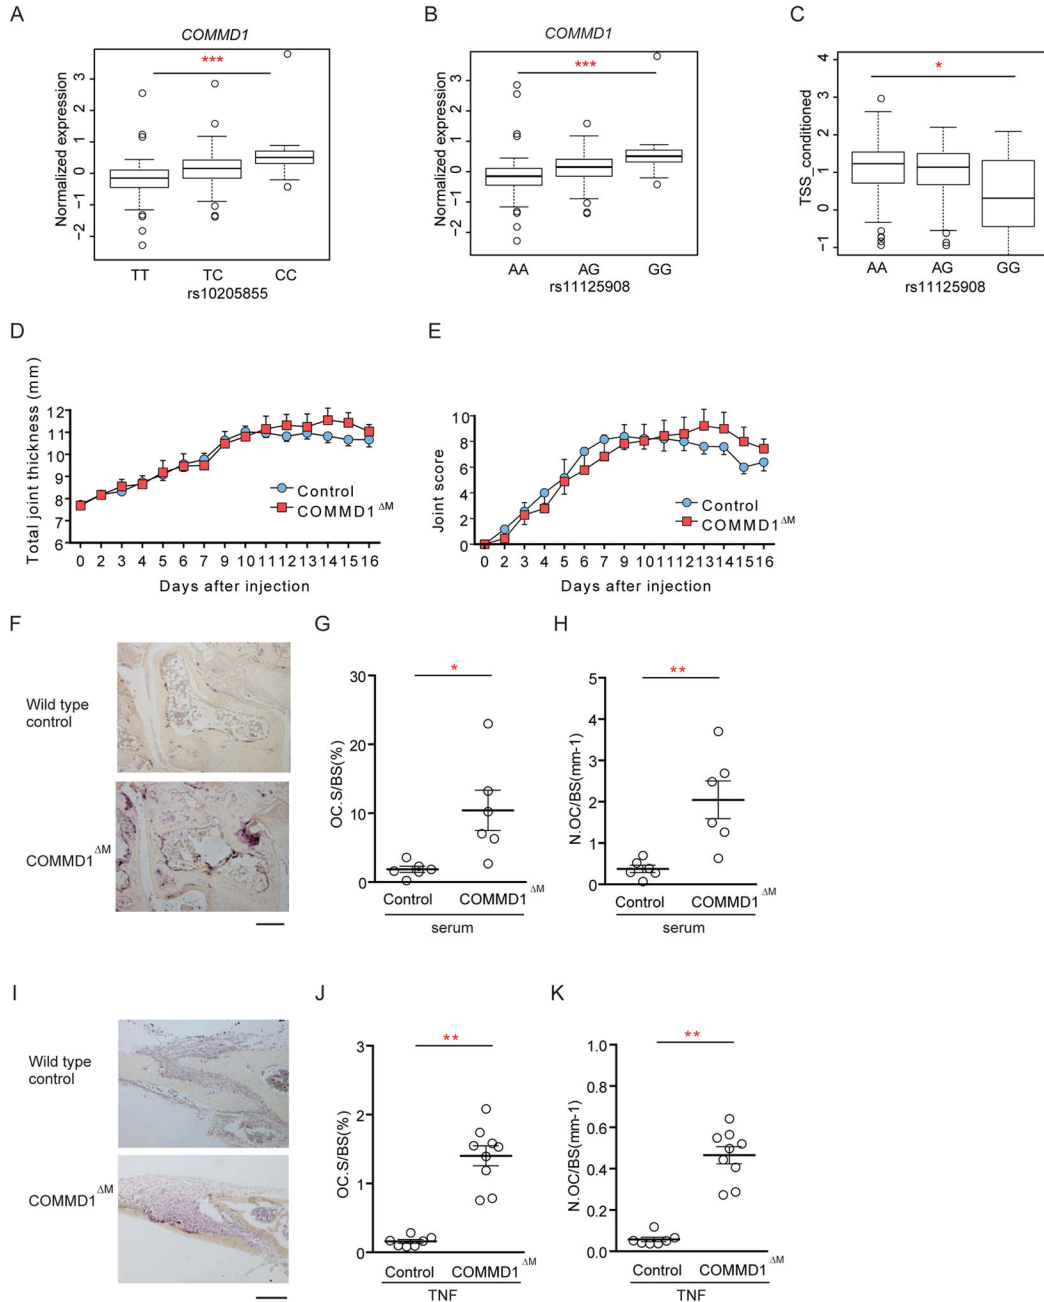 A
COMMD1
***
Normalized expression
3
2
1
0
−1
−2
TT
TC
CC
rs10205855
B
COMMD1
***
Normalized expression
3
2
1
0
−1
−2
AA
AG
GG
rs11125908
C
*
TSS_conditioned
4
3
2
1
0
−1
AA
AG
GG
rs11125908
D
Total joint thickness (mm)
12
11
10
9
8
7
6
Control
COMMD1ΔM
0 2 3 4 5 6 7 9 10 11 12 13 14 15 16
Days after injection
E
Joint score
10
8
6
4
2
0
Control
COMMD1ΔM
0 2 3 4 5 6 7 9 10 11 12 13 14 15 16
Days after injection
F
Wild type
control
COMMD1ΔM
G
*
OC.S/BS(%)
30
20
10
0
Control
COMMD1ΔM
serum
H
**
N.OC/BS(mm-1)
5
4
3
2
1
0
Control
COMMD1ΔM
serum
I
Wild type
control
COMMD1ΔM
J
**
OC.S/BS(%)
3
2
1
0
Control
COMMD1ΔM
TNF
K
**
N.OC/BS(mm-1)
1.0
0.8
0.6
0.4
0.2
0.0
Control
COMMD1ΔM
TNF